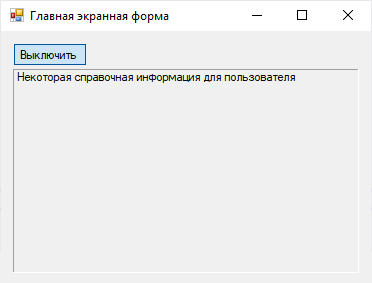 Главная экранная форма
Выключить
Некоторая справочная информация для пользователя